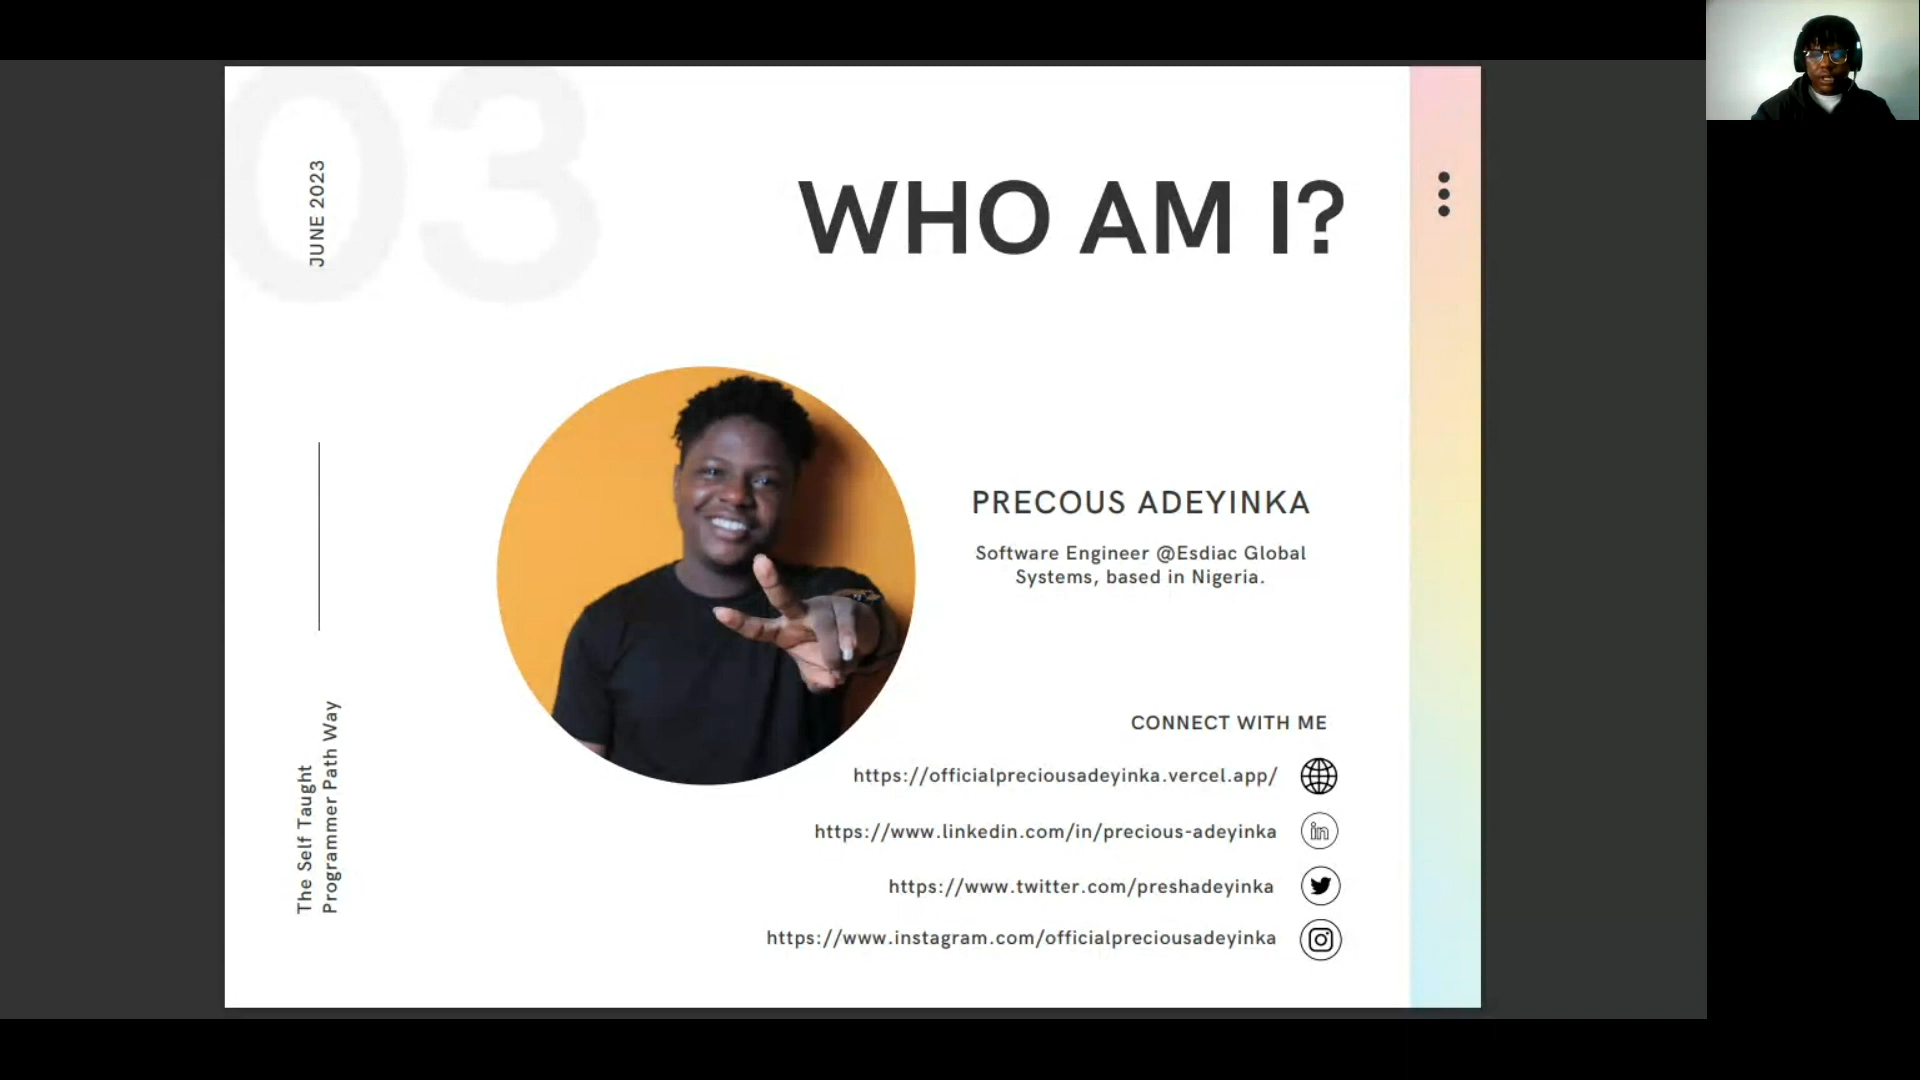 03
JUNE 2023
WHO AM I?
PRECOUS ADEYINKA
Software Engineer @Esdiac Global
Systems, based in Nigeria.
CONNECT WITH ME
https://officialpreciousadeyinka.vercel.app/
https://www.linkedin.com/in/precious-adeyinka
in
https://www.twitter.com/preshadeyinka
https://www.instagram.com/officialpreciousadeyinka
The Self Taught
Programmer Path Way